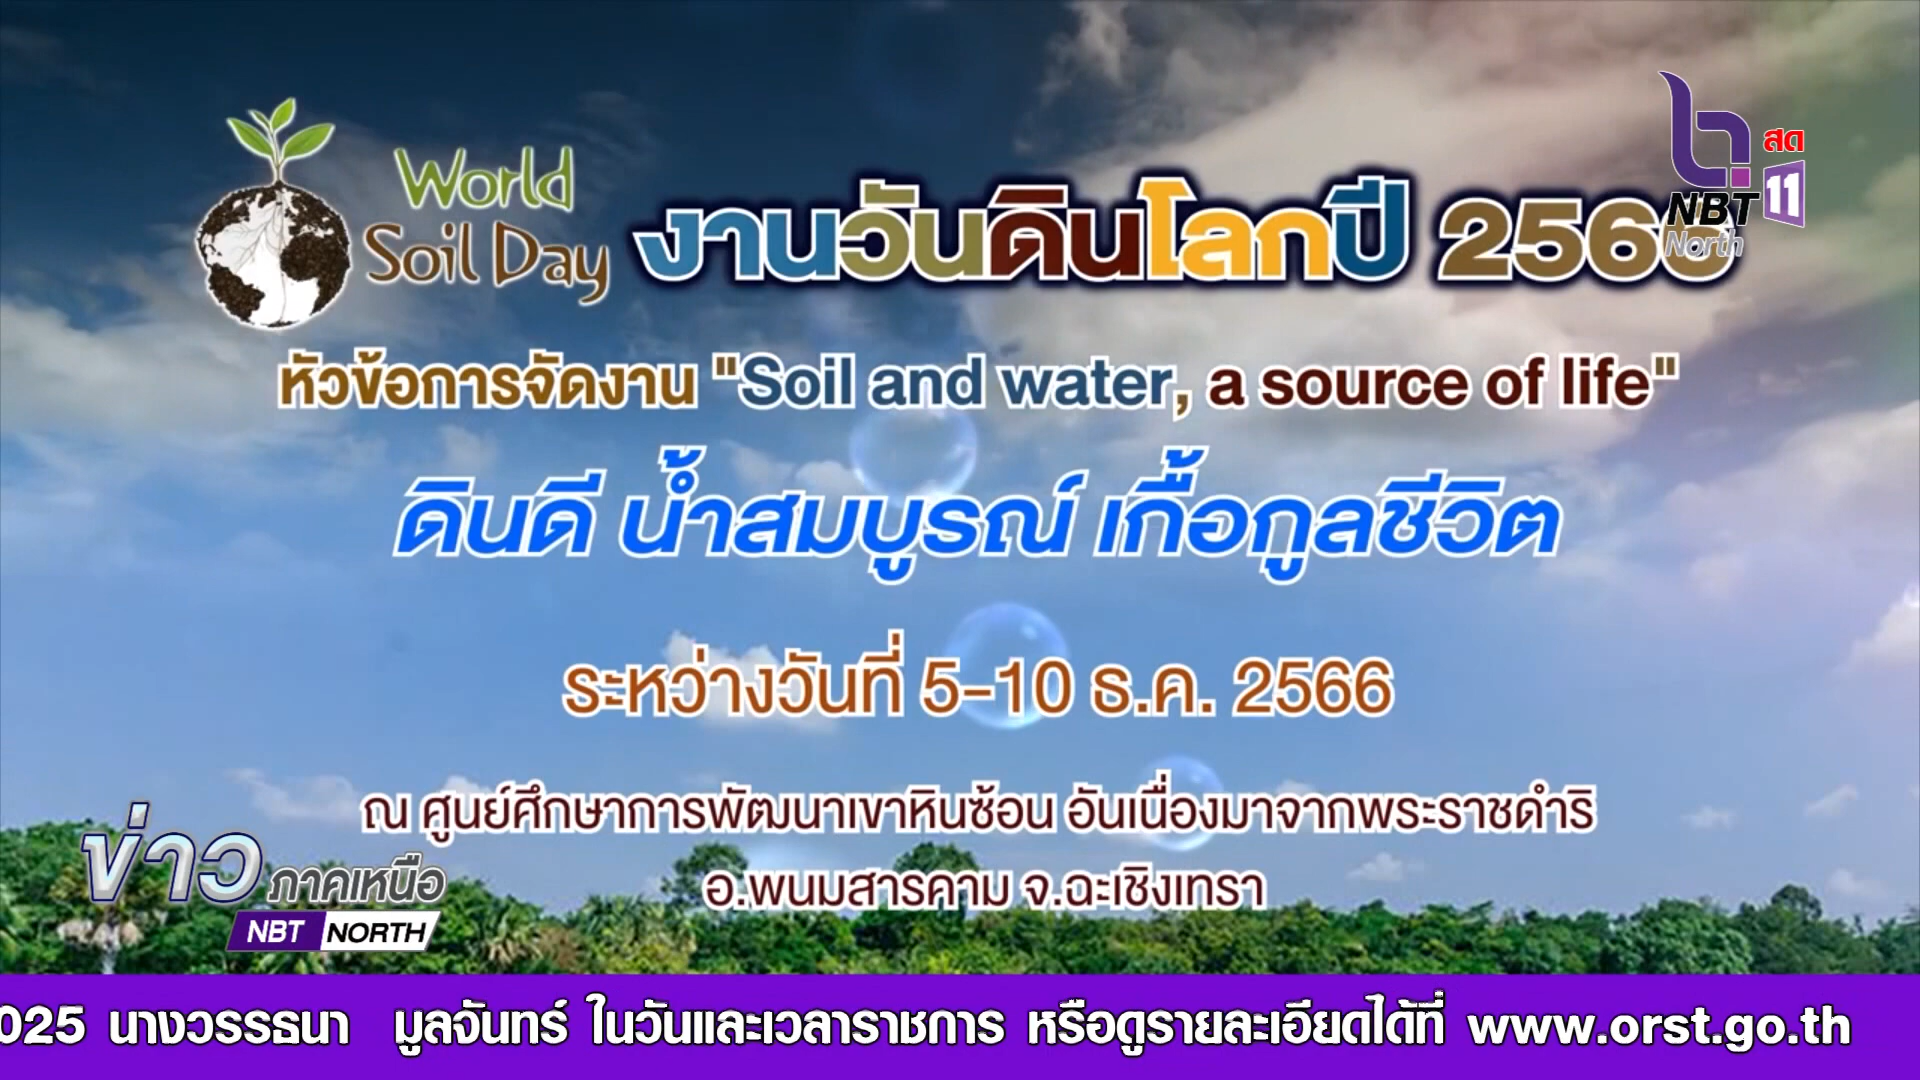 World
Soil Day
งานวันดินโลกปี 2566
สด
11
NBT
North
หัวข้อการจัดงาน "Soil and water, a source of life"
ดินดี น้ำสมบูรณ์ เกื้อกูลชีวิต
ระหว่างวันที่ 5-10 ธ.ค. 2566
ณ ศูนย์ศึกษาการพัฒนาเขาหินซ้อน อันเนื่องมาจากพระราชดำริ
อ.พนมสารคาม จ.ฉะเชิงเทรา
ข่าว ภาคเหนือ
NBT NORTH
025 นางวรรธนา มูลจันทร์ ในวันและเวลาราชการ หรือดูรายละเอียดได้ที่ www.orst.go.th